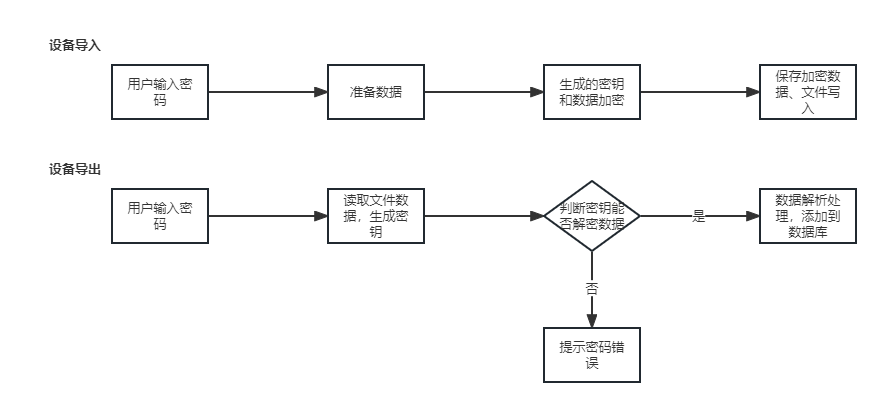 设备导入
用户输入密
码
准备数据
生成的密钥
和数据加密
保存加密数
据、文件写
入
设备导出
用户输入密
码
读取文件数
据，生成密
钥
判断密钥能
否解密数据
是
数据解析处
理，添加到
数据库
否
提示密码错
误